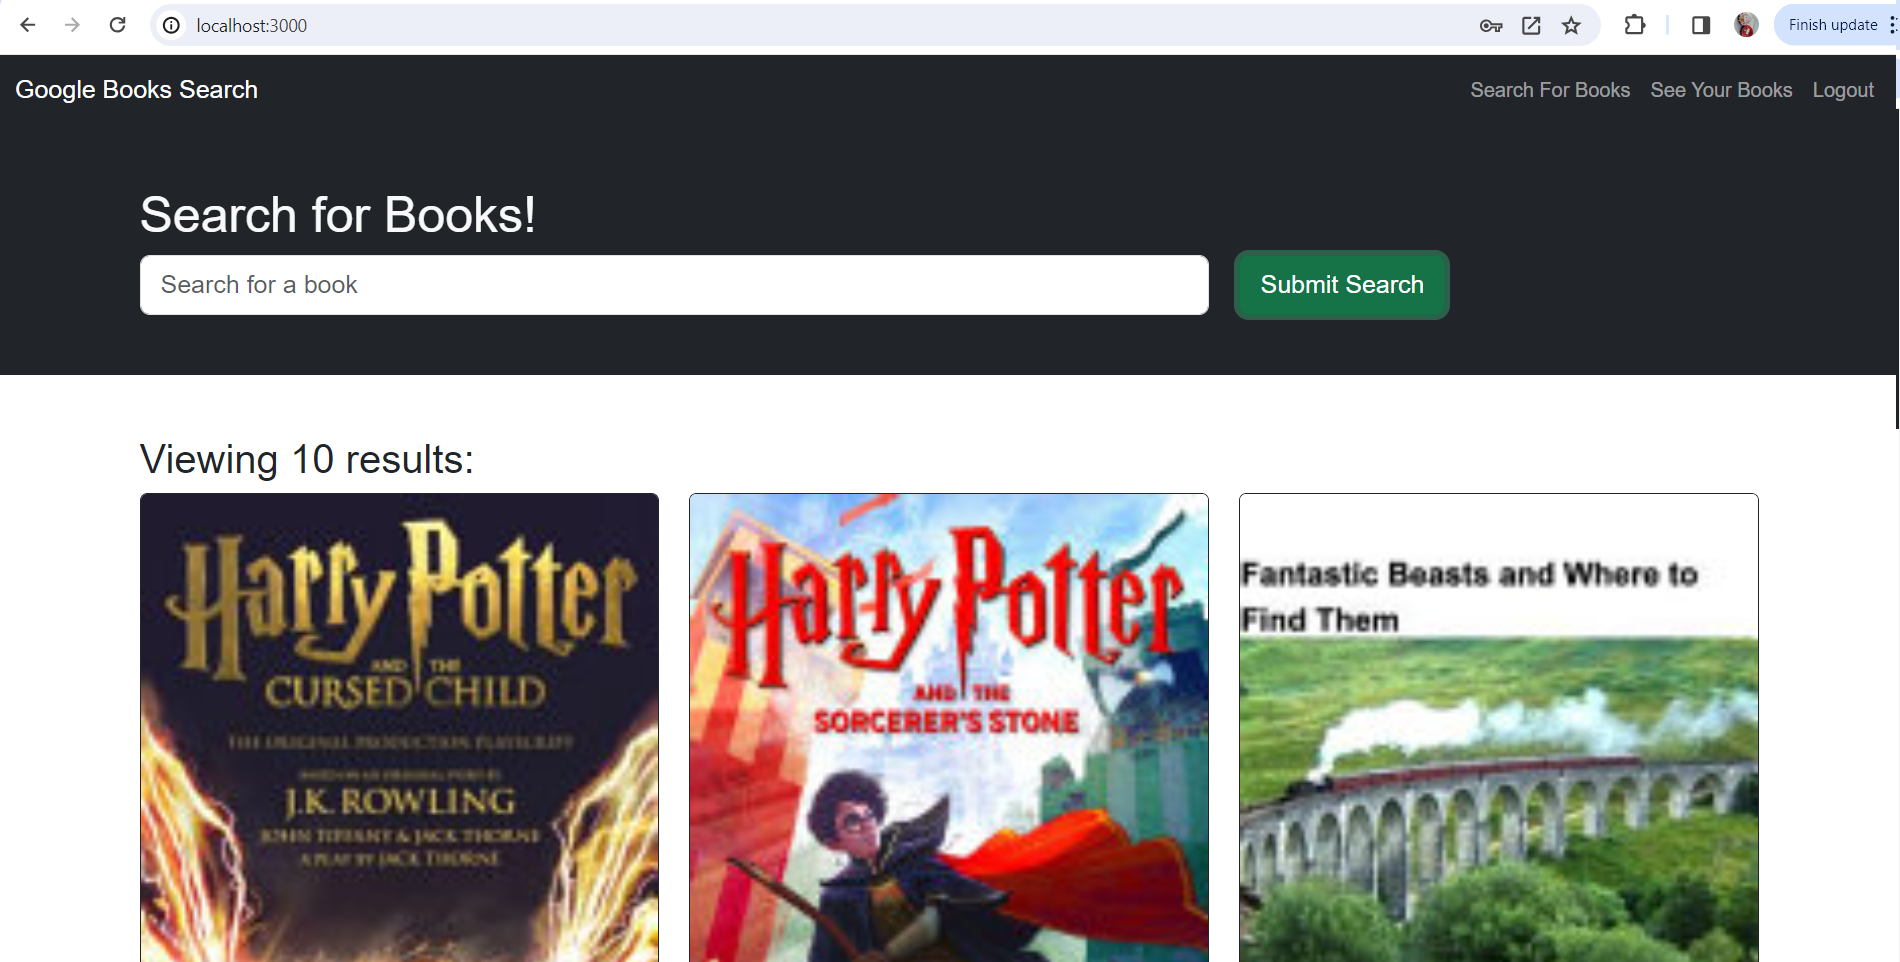 localhost:3000
Finish update
Google Books Search
Search For Books
See Your Books
Logout
Search for Books!
Search for a book
Submit Search
Viewing 10 results:
Harry Potter
AND THE
CURSED CHILD
THE ORIGINAL PRODUCTION PLAYSCRIPT
BASED ON AN ORIGINAL STORY BY
J.K. ROWLING
JOHN TIFFANY & JACK THORNE
A PLAY BY JACK THORNE
Harry Potter
AND THE
SORCERER'S STONE
Fantastic Beasts and Where to
Find Them